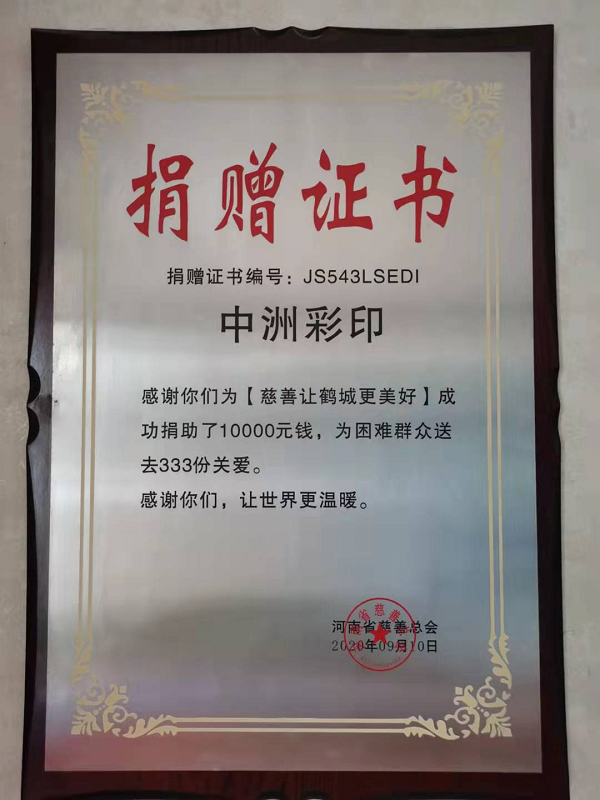 捐赠证书
捐赠证书编号：JS543LSEDI
中洲彩印
感谢你们为【慈善让鹤城更美好】成
功捐助了10000元钱，为困难群众送
去333份关爱。
感谢你们，让世界更温暖。
河南省慈善总会
2020年09月10日